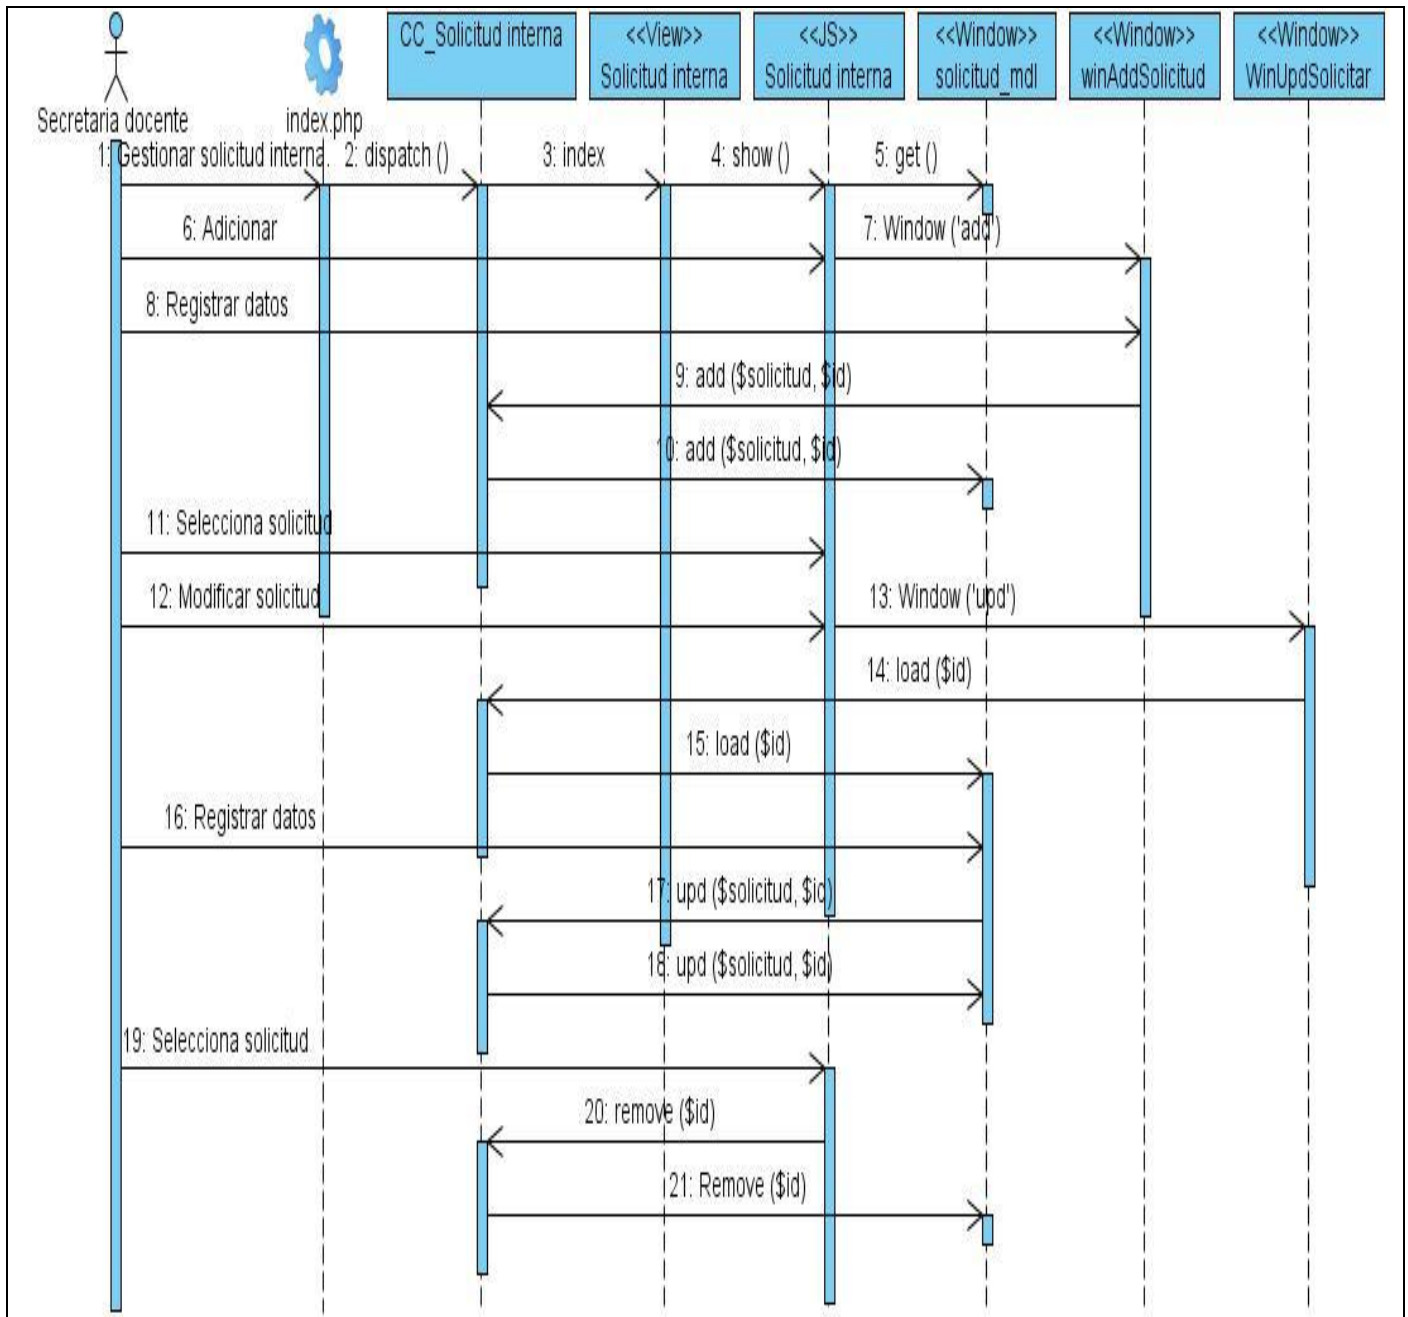 CC_Solicitud interna
<<View>>
Solicitud interna
<<JS>>
Solicitud interna
<<Window>>
solicitud_mdl
<<Window>>
winAddSolicitud
<<Window>>
WinUpdSolicitar
Secretaria docente
index.php
1: Gestionar solicitud interna.
2: dispatch ()
3: index
4: show ()
5: get ()
6: Adicionar
7: Window ('add')
8: Registrar datos
9: add ($solicitud, $id)
10: add ($solicitud, $id)
11: Selecciona solicitud
12: Modificar solicitud
13: Window ('upd')
14: load ($id)
15: load ($id)
16: Registrar datos
17: upd ($solicitud, $id)
18: upd ($solicitud, $id)
19: Selecciona solicitud
20: remove ($id)
21: Remove ($id)